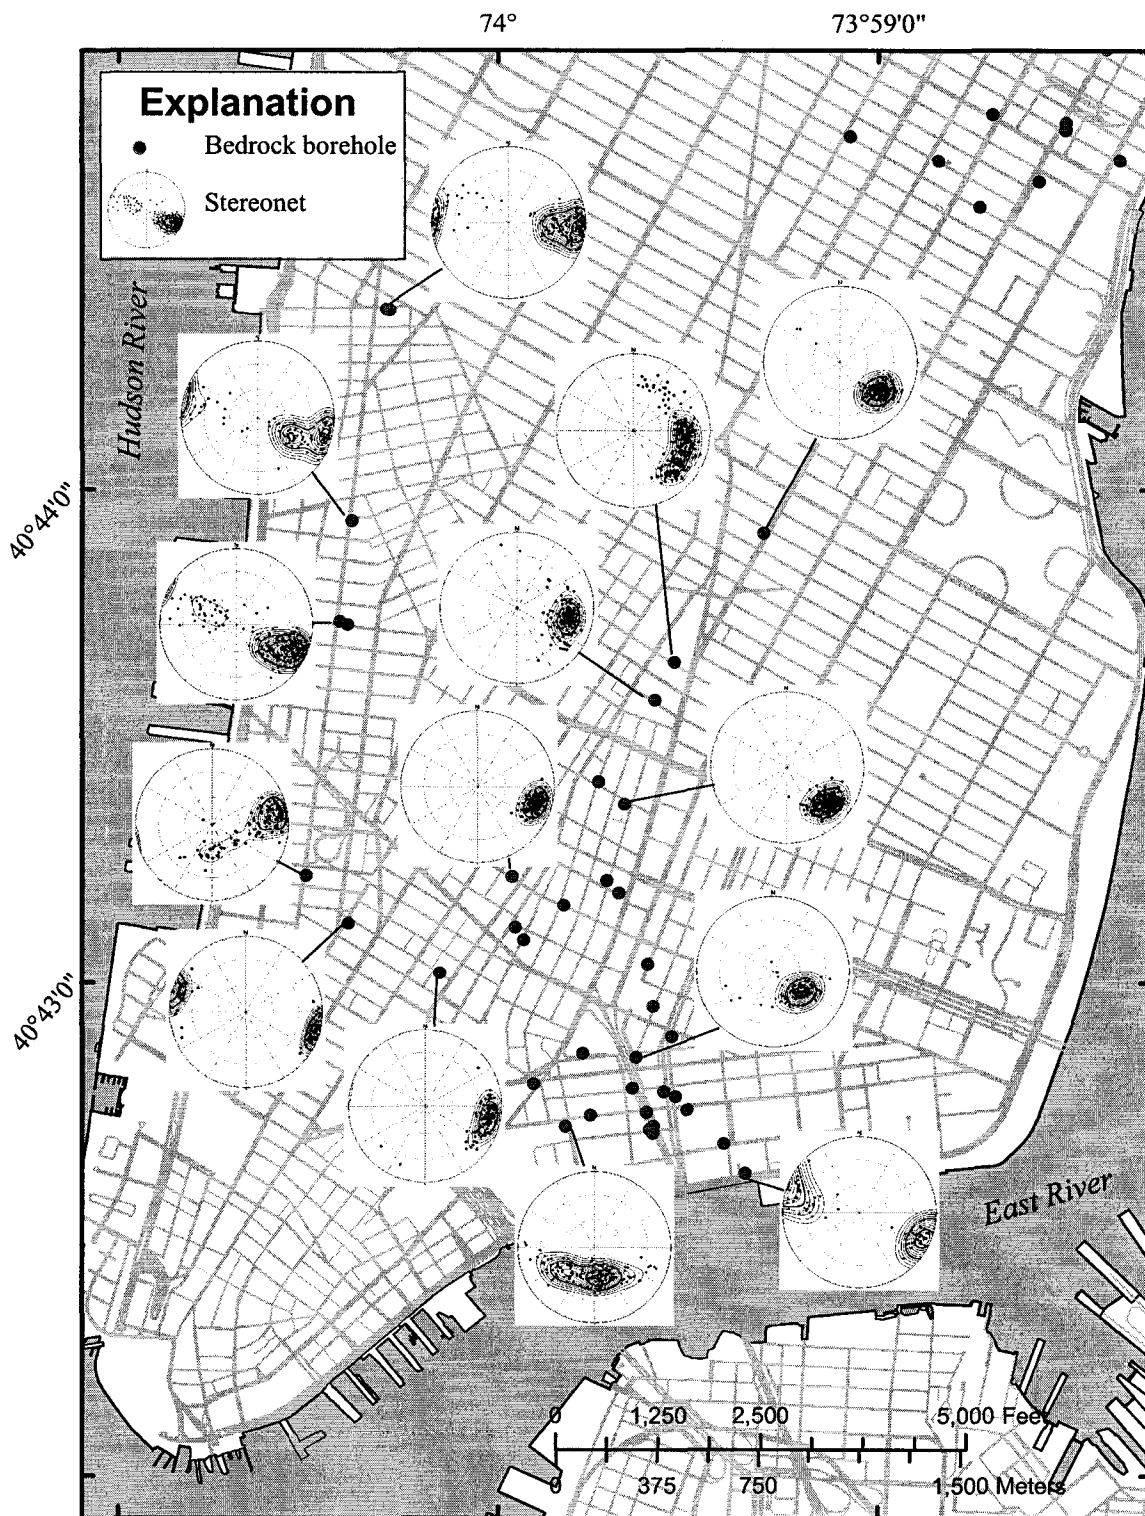 74°
73°59'0"
Explanation
Bedrock borehole
Stereonet
Hudson River
40°44'0"
40°43'0"
East River
0
1,250
2,500
5,000 Feet
0
375
750
1,500 Meters